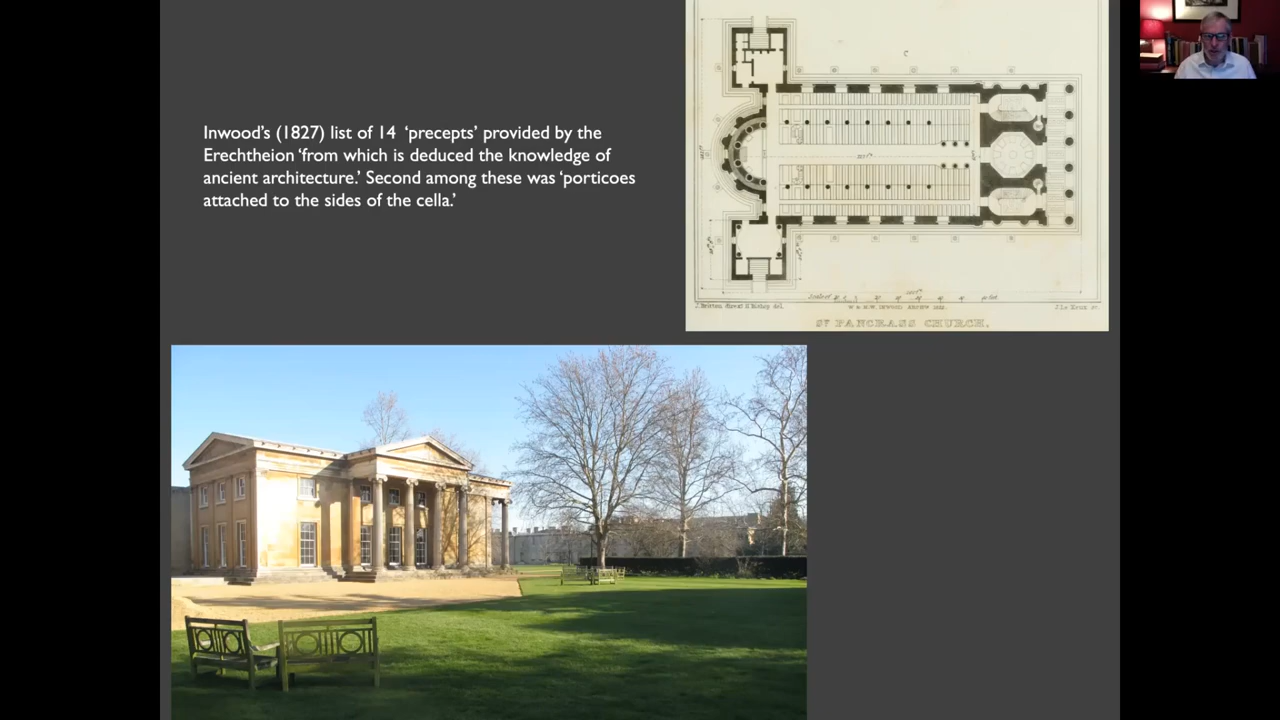 Inwood's (1827) list of 14 'precepts' provided by the
Erechtheion 'from which is deduced the knowledge of
ancient architecture.' Second among these was 'porticoes
attached to the sides of the cella.'
ST PANCRASS CHURCH.